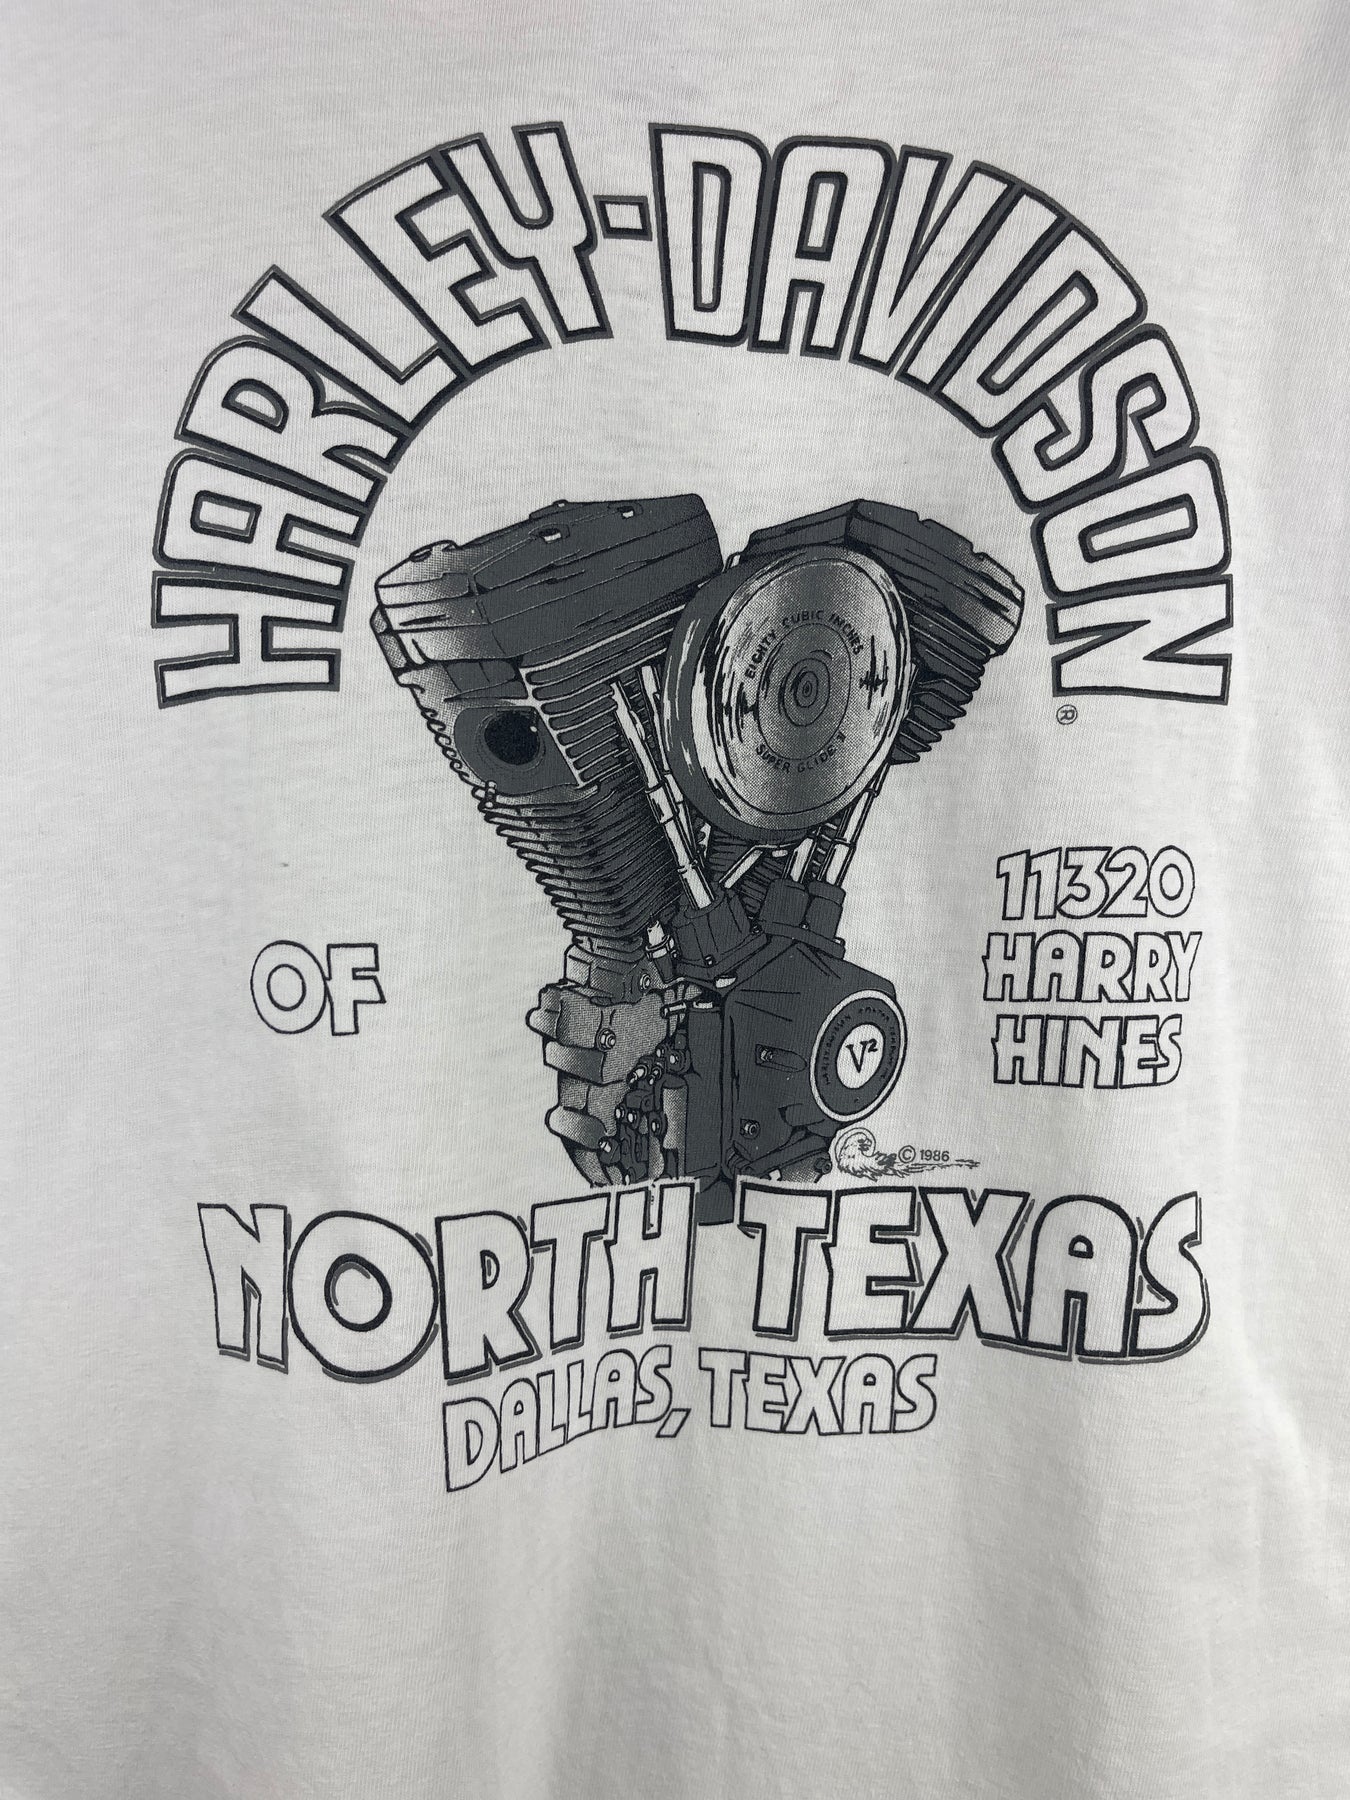 HARLEY-DAVIDSON
®
EIGHTY CUBIC INCHES
SUPER GLIDE II
11320
HARRY
HINES
OF
V²
© 1986
NORTH TEXAS
DALLAS, TEXAS